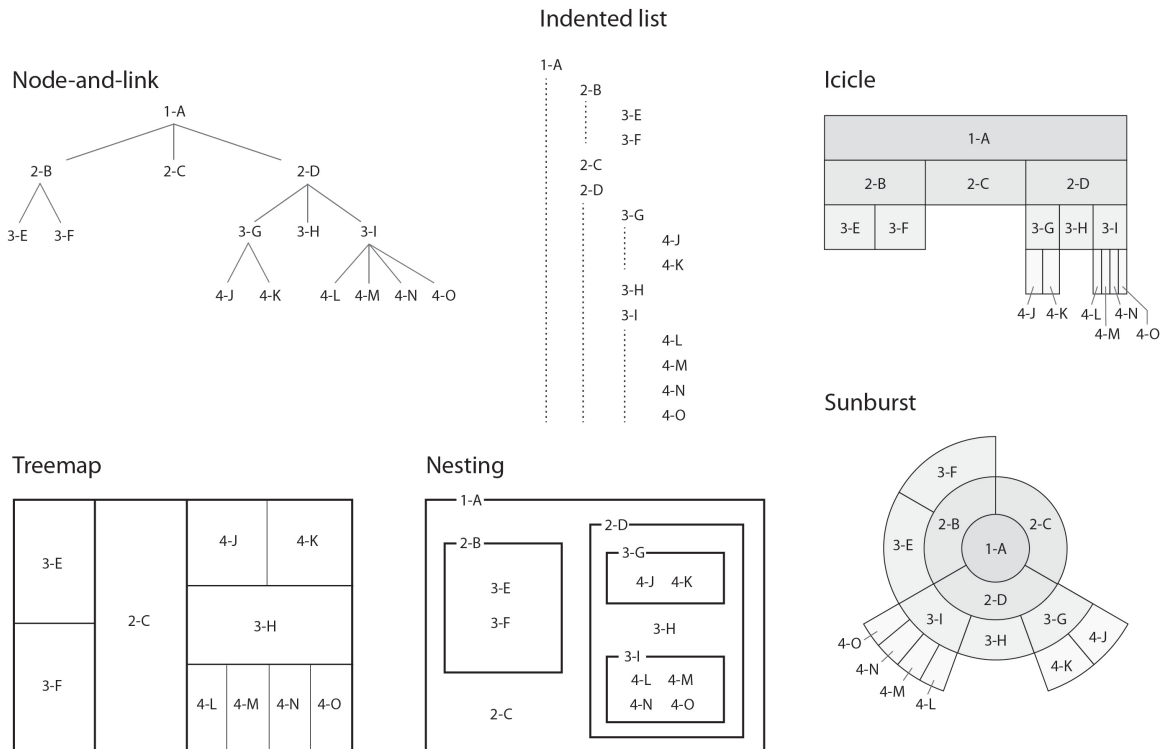 Node-and-link
1-A
2-B 2-C 2-D
3-E 3-F 3-G 3-H 3-I
4-J 4-K 4-L 4-M 4-N 4-O
Indented list
1-A
2-B
3-E
3-F
2-C
2-D
3-G
4-J
4-K
3-H
3-I
4-L
4-M
4-N
4-O
Icicle
1-A
2-B 2-C 2-D
3-E 3-F 3-G 3-H 3-I
4-J 4-K 4-L 4-N
4-M 4-O
Treemap
4-J 4-K
3-E
2-C
3-H
3-F
4-L 4-M 4-N 4-O
Nesting
1-A
2-D
2-B
3-G
4-J 4-K
3-E
3-F
3-H
3-I
4-L 4-M
4-N 4-O
2-C
Sunburst
3-F
2-B 2-C
3-E 1-A
2-D
3-I 3-G
3-H
4-O 4-J
4-N 4-K
4-M
4-L